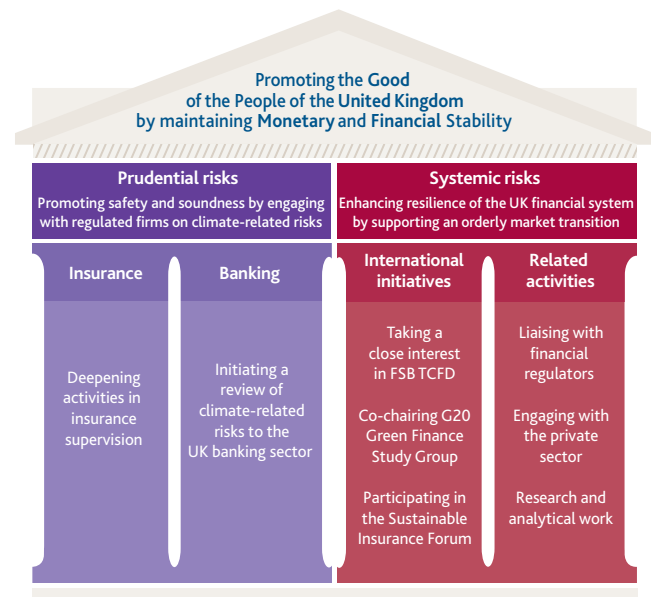 Promoting the Good
of the People of the United Kingdom
by maintaining Monetary and Financial Stability
Prudential risks
Promoting safety and soundness by engaging
with regulated firms on climate-related risks
Systemic risks
Enhancing resilience of the UK financial system
by supporting an orderly market transition
Insurance
Deepening
activities in
insurance
supervision
Banking
Initiating a
review of
climate-related
risks to the
UK banking sector
International
initiatives
Taking a
close interest
in FSB TCFD
Co-chairing G20
Green Finance
Study Group
Participating in
the Sustainable
Insurance Forum
Related
activities
Liaising with
financial
regulators
Engaging with
the private
sector
Research and
analytical work